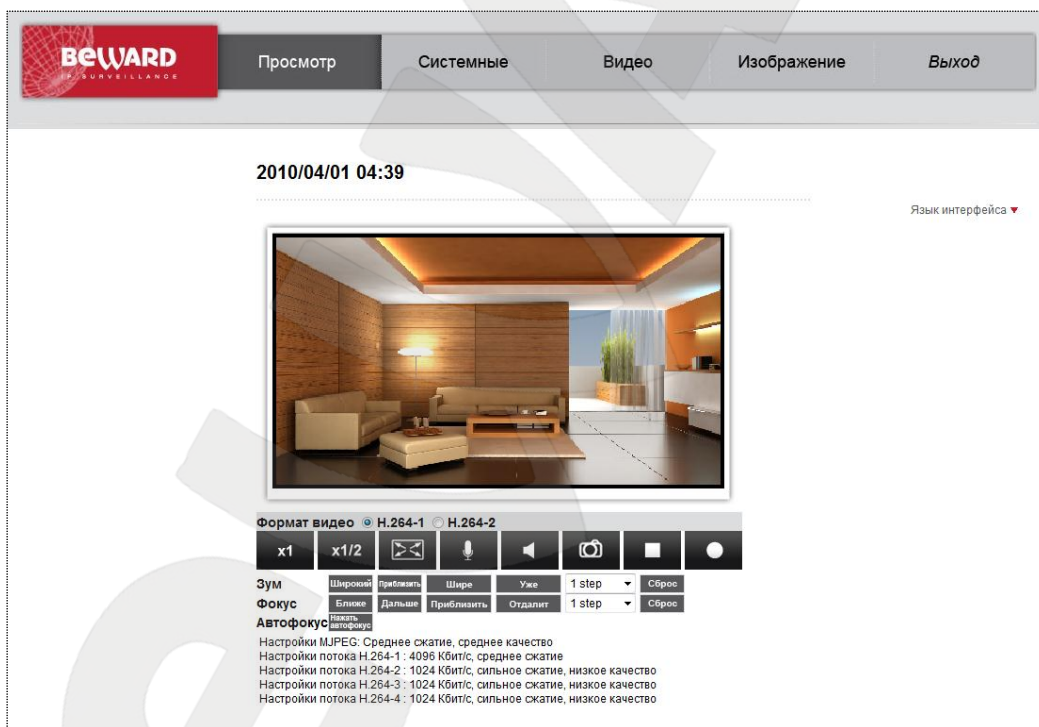 BEWARD
IP SURVEILLANCE
Просмотр Системные Видео Изображение Выход
2010/04/01 04:39
Язык интерфейса
Формат видео H.264-1 H.264-2
x1 x1/2
Зум Широкий Приблизить Шире Уже 1 step Сброс
Фокус Ближе Дальше Приблизить Отдалит 1 step Сброс
Автофокус Нажать автофокус
Настройки MJPEG: Среднее сжатие, среднее качество
Настройки потока H.264-1 : 4096 Кбит/с, среднее сжатие
Настройки потока H.264-2 : 1024 Кбит/с, сильное сжатие, низкое качество
Настройки потока H.264-3 : 1024 Кбит/с, сильное сжатие, низкое качество
Настройки потока H.264-4 : 1024 Кбит/с, сильное сжатие, низкое качество